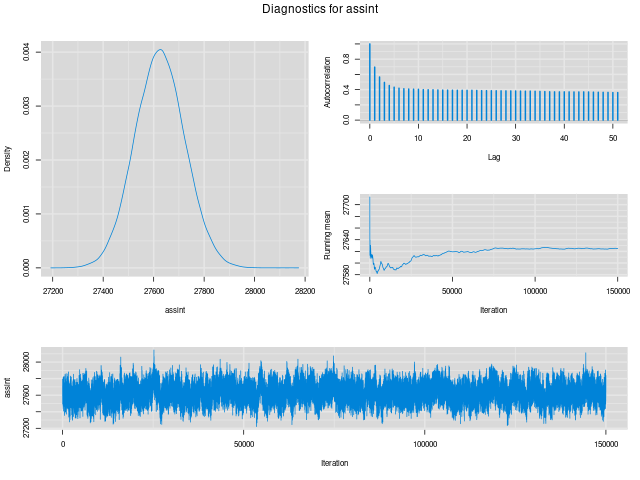 Diagnostics for assint
Density
0.004
0.003
0.002
0.001
0.000
27200 27400 27600 27800 28000 28200
assint
Autocorrelation
0.8
0.4
0.0
0 10 20 30 40 50
Lag
Running mean
27700
27640
27580
0 50000 100000 150000
Iteration
assint
28000
27600
27200
0 50000 100000 150000
Iteration